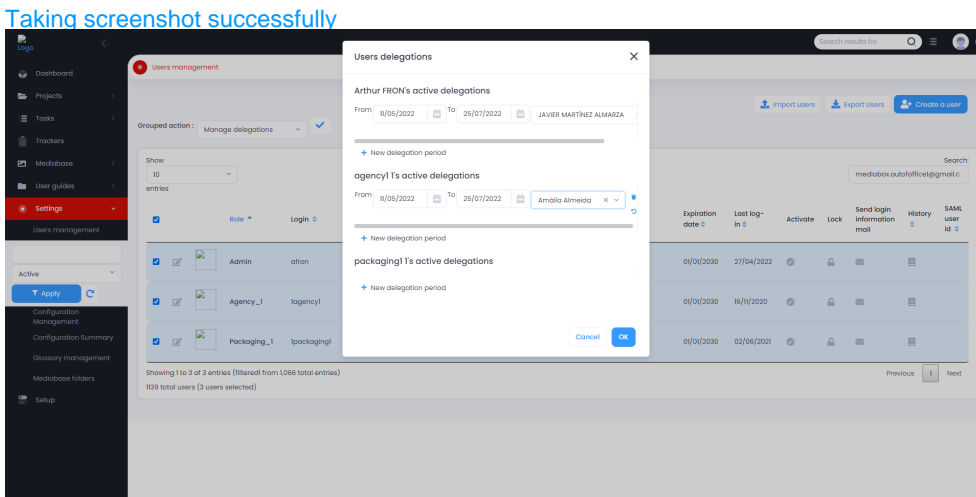 Taking screenshot successfully
Logo
Search results for
Dashboard
Projects
Tasks
Trackers
Mediabase
User guides
Settings
Users management
Active
Apply
Configuration
Management
Configuration Summary
Glossary management
Mediabase folders
Setup
Users management
Import users
Export Users
Create a user
Grouped action :
Manage delegations
Show
10
entries
Search:
mediabox.outofoffice1@gmail.c
Role
Login
Expiration
date
Last log-
in
Activate
Lock
Send login
information
mail
History
SAML
user
id
Admin
afron
01/01/2030
27/04/2022
Agency_1
1agency1
01/01/2030
16/11/2020
Packaging_1
1packaging1
01/01/2030
02/06/2021
Showing 1 to 3 of 3 entries (filtered1 from 1,066 total entries)
1139 total users (3 users selected)
Previous
1
Next
Users delegations
Arthur FRON's active delegations
From
11/05/2022
To
25/07/2022
JAVIER MARTÍNEZ ALMARZA
+ New delegation period
agency1 1's active delegations
From
11/05/2022
To
25/07/2022
Amália Almeida
+ New delegation period
packaging1 1's active delegations
+ New delegation period
Cancel
OK